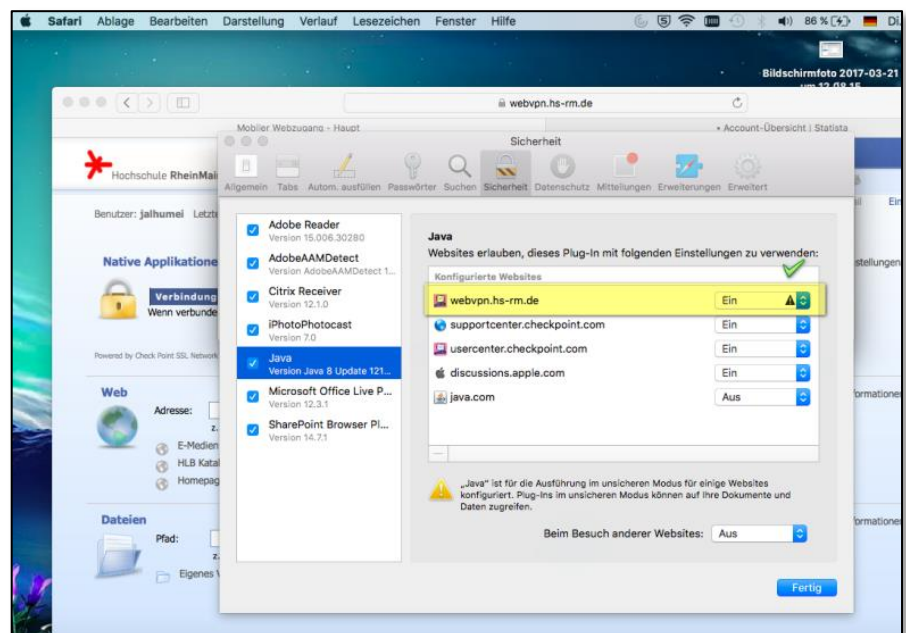 Safari Ablage Bearbeiten Darstellung Verlauf Lesezeichen Fenster Hilfe 86 % Di.
Bildschirmfoto 2017-03-21
webvpn.hs-rm.de
Mobiler Webzugang - Haupt
Account-Übersicht | Statista
Sicherheit
Hochschule RheinMai
Allgemein Tabs Autom. ausfüllen Passwörter Suchen Sicherheit Datenschutz Mitteilungen Erweiterungen Erweitert
Benutzer: jalhumei Letzt
Ein
Native Applikatione
Verbindung
Wenn verbunde
stellungen
Powered by Check Point SSL Network
Web
Adresse:
z.
E-Medien
HLB Katal
Homepag
formatione
Dateien
Pfad:
z.
Eigenes V
formatione
Adobe Reader
Version 15.006.30280
AdobeAAMDetect
Version AdobeAAMDetect 1...
Citrix Receiver
Version 12.1.0
iPhotoPhotocast
Version 7.0
Java
Version Java 8 Update 121...
Microsoft Office Live P...
Version 12.3.1
SharePoint Browser Pl...
Version 14.7.1
Java
Websites erlauben, dieses Plug-In mit folgenden Einstellungen zu verwenden:
Konfigurierte Websites
webvpn.hs-rm.de Ein
supportcenter.checkpoint.com Ein
usercenter.checkpoint.com Ein
discussions.apple.com Ein
java.com Aus
„Java“ ist für die Ausführung im unsicheren Modus für einige Websites
konfiguriert. Plug-Ins im unsicheren Modus können auf Ihre Dokumente und
Daten zugreifen.
Beim Besuch anderer Websites: Aus
Fertig